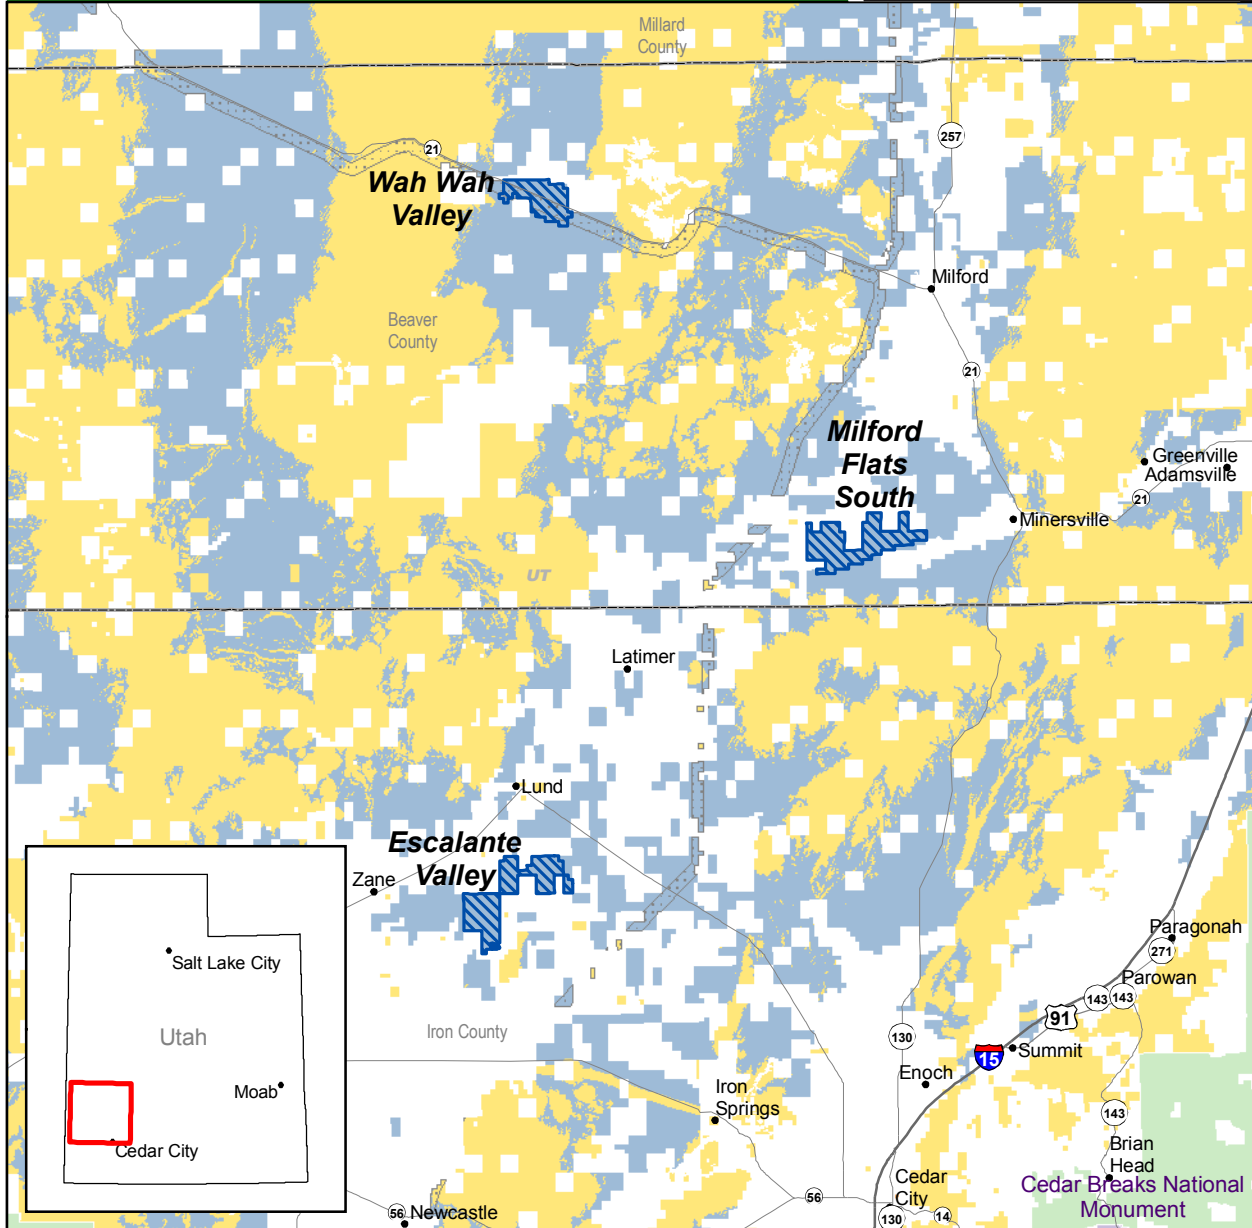 Millard
County
21
257
Wah Wah
Valley
Milford
Beaver
County
21
Milford
Flats
South
Greenville
Adamsville
21
Minersville
UT
Latimer
Lund
Escalante
Valley
Zane
Paragonah
271
Parowan
143
143
91
Salt Lake City
Utah
Moab
Cedar City
Iron County
130
15
Summit
Enoch
Iron
Springs
143
Brian
Head
Cedar Breaks National
Monument
Cedar
City
56
130
14
56
Newcastle